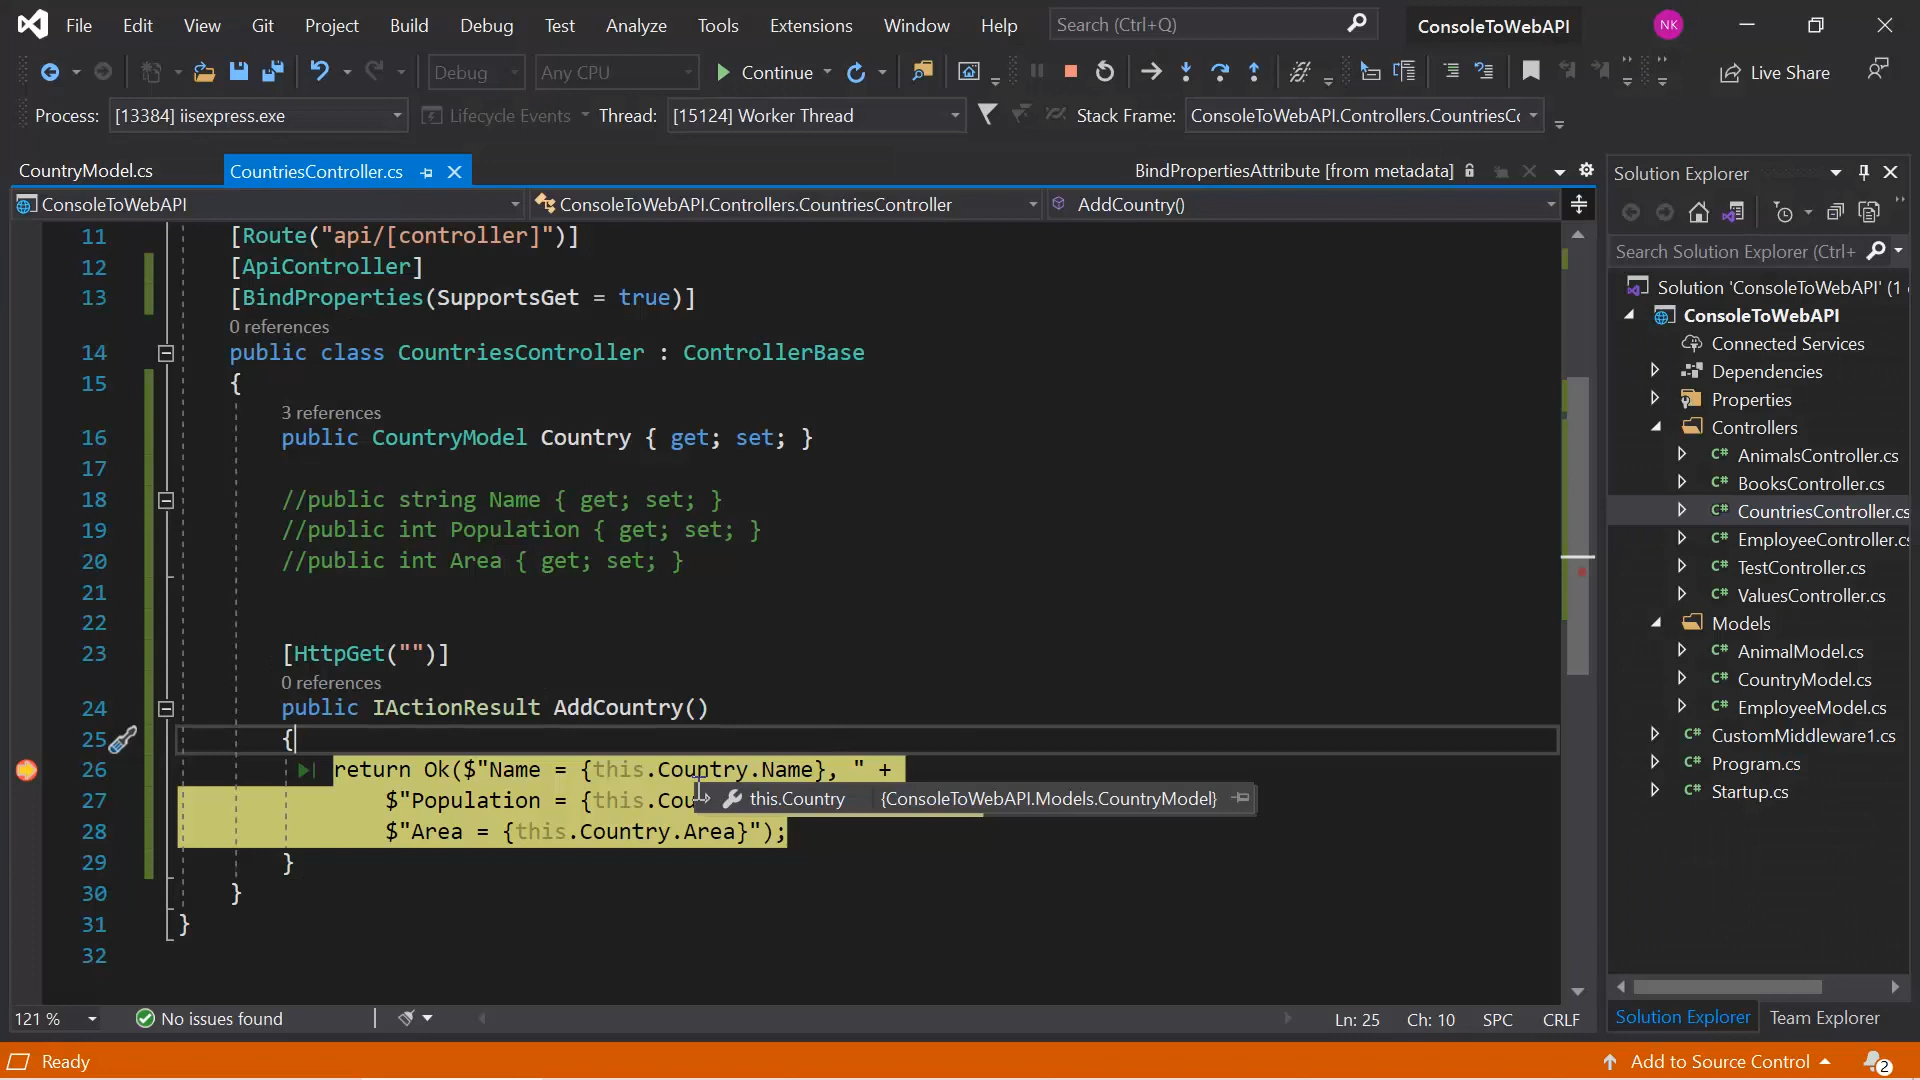 File Edit View Git Project Build Debug Test Analyze Tools Extensions Window Help Search (Ctrl+Q) ConsoleToWebAPI NK
Debug Any CPU Continue Live Share
Process: [13384] iisexpress.exe Lifecycle Events Thread: [15124] Worker Thread Stack Frame: ConsoleToWebAPI.Controllers.CountriesCo
CountryModel.cs CountriesController.cs BindPropertiesAttribute [from metadata]
ConsoleToWebAPI ConsoleToWebAPI.Controllers.CountriesController AddCountry()
11 [Route("api/[controller]")]
12 [ApiController]
13 [BindProperties(SupportsGet = true)]
0 references
14 public class CountriesController : ControllerBase
15 {
3 references
16 public CountryModel Country { get; set; }
17
18 //public string Name { get; set; }
19 //public int Population { get; set; }
20 //public int Area { get; set; }
21
22
23 [HttpGet("")]
0 references
24 public IActionResult AddCountry()
25 {
26 return Ok($"Name = {this.Country.Name}, " +
27 $"Population = {this.Cou
this.Country {ConsoleToWebAPI.Models.CountryModel}
28 $"Area = {this.Country.Area}");
29 }
30 }
31 }
32
121 % No issues found Ln: 25 Ch: 10 SPC CRLF
Solution Explorer
Search Solution Explorer (Ctrl+
Solution 'ConsoleToWebAPI' (1
ConsoleToWebAPI
Connected Services
Dependencies
Properties
Controllers
C# AnimalsController.cs
C# BooksController.cs
C# CountriesController.cs
C# EmployeeController.cs
C# TestController.cs
C# ValuesController.cs
Models
C# AnimalModel.cs
C# CountryModel.cs
C# EmployeeModel.cs
C# CustomMiddleware1.cs
C# Program.cs
C# Startup.cs
Solution Explorer Team Explorer
Ready Add to Source Control 2